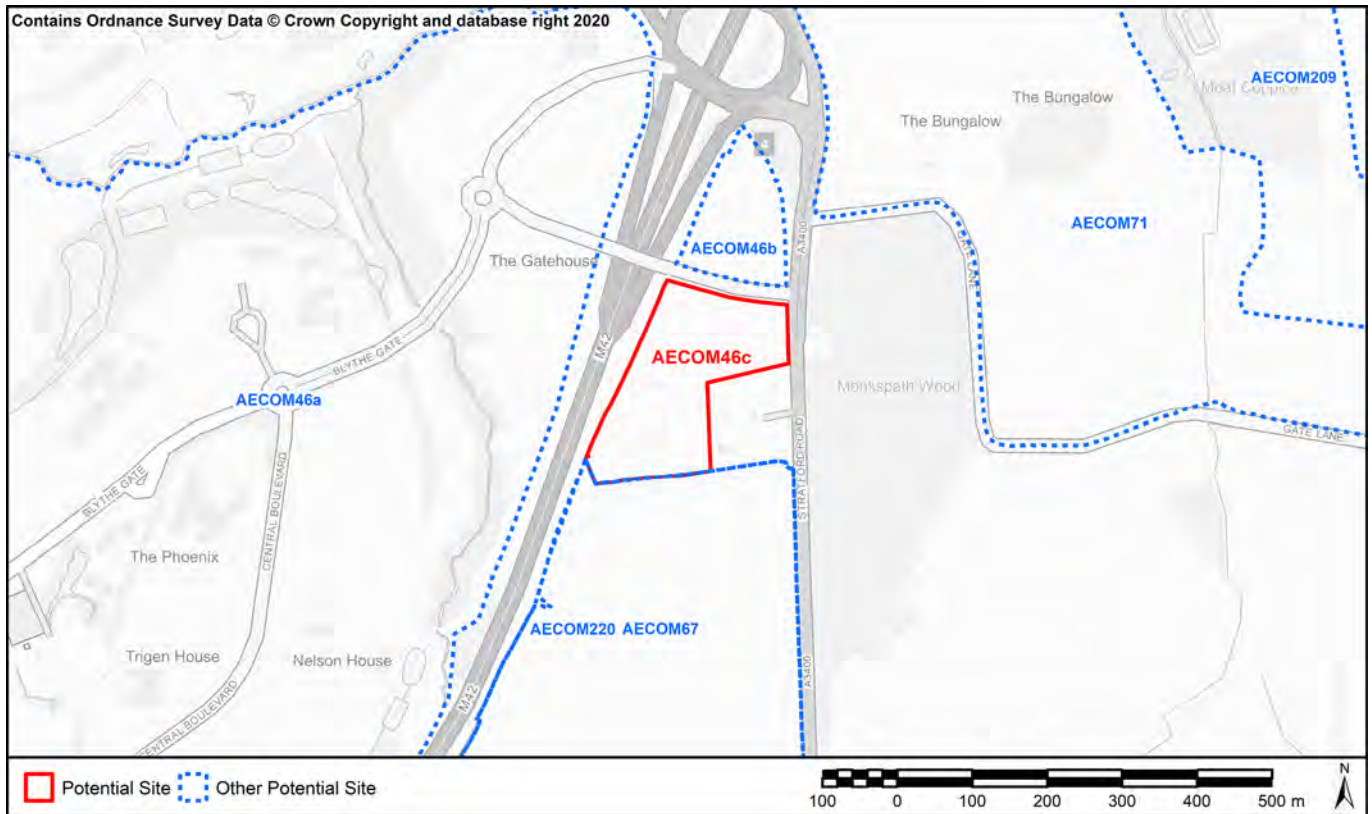 Contains Ordnance Survey Data © Crown Copyright and database right 2020
AECOM209
Moat Coppice
The Bungalow
The Bungalow
4
AECOM71
A3400
GATE LANE
AECOM46b
The Gatehouse
M42
AECOM46c
BLYTHE GATE
Monkspath Wood
AECOM46a
GATE LANE
STRATFORD ROAD
BLYTHE GATE
CENTRAL BOULEVARD
The Phoenix
AECOM220 AECOM67
Trigen House
Nelson House
A3400
M42
CENTRAL BOULEVARD
Potential Site
Other Potential Site
100 0 100 200 300 400 500 m
N